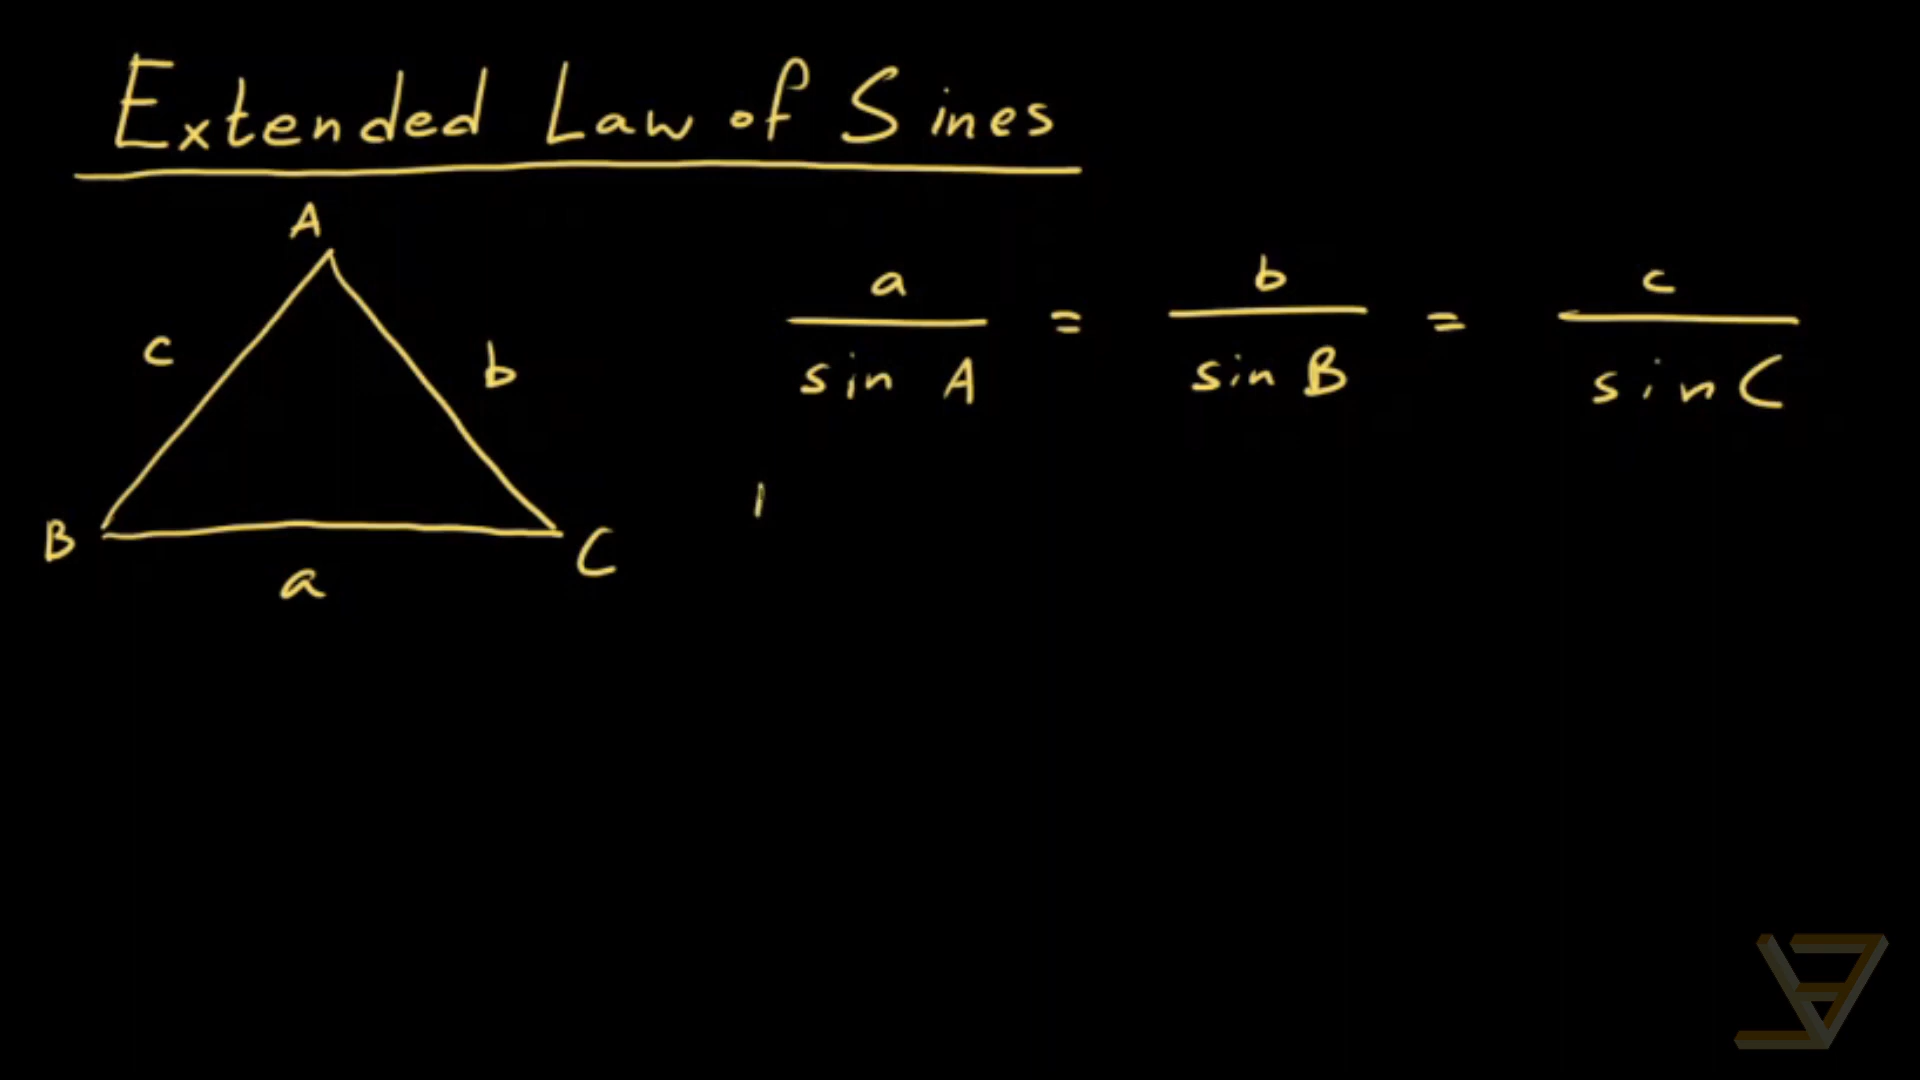 Extended Law of Sines
A
c
b
B
C
a
a/sin A = b/sin B = c/sin C